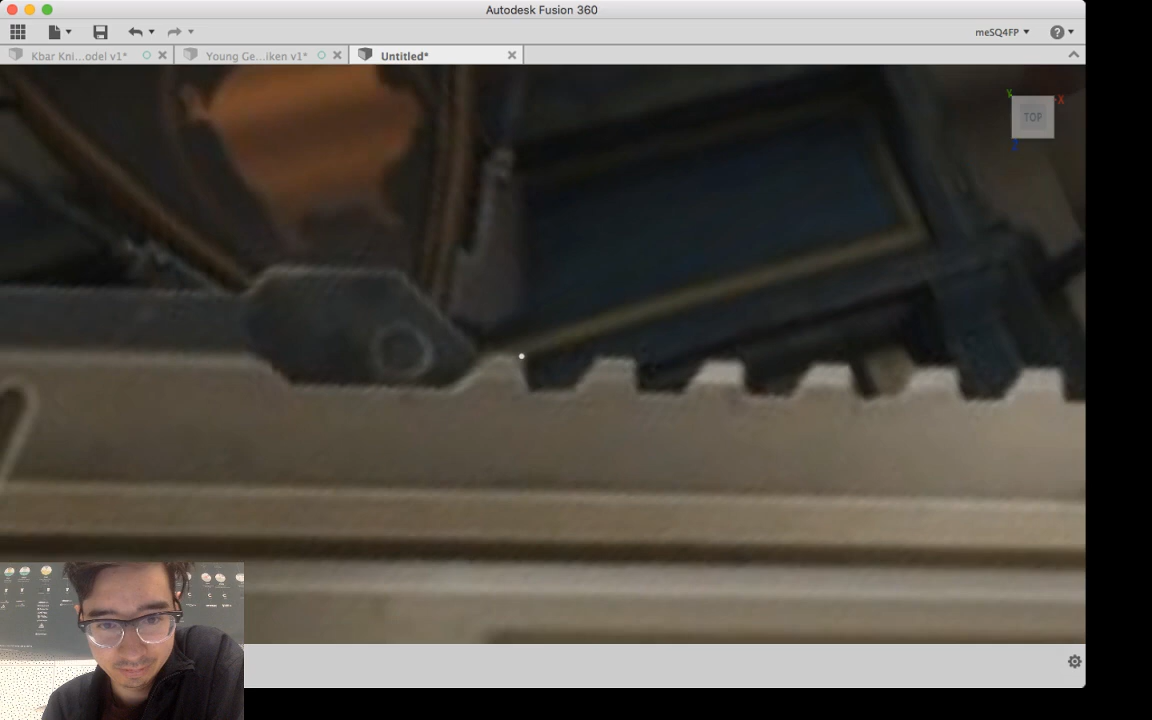 Autodesk Fusion 360
meSQ4FP
Kbar Kni...odel v1*
Young Ge...iken v1*
Untitled*
Y
X
TOP
Z